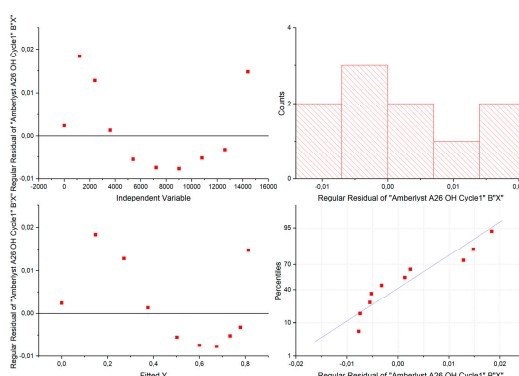 Regular Residual of "Amberlyst A26 OH Cycle1" B"X"
0,02
0,01
0,00
-0,01
-2000 0 2000 4000 6000 8000 10000 12000 14000 16000
Independent Variable
Counts
4
2
0
-0,01 0,00 0,01
Regular Residual of "Amberlyst A26 OH Cycle1" B"X"
Regular Residual of "Amberlyst A26 OH Cycle1" B"X"
0,02
0,01
0,00
-0,01
0,0 0,2 0,4 0,6 0,8
Fitted Y
Percentiles
95
70
40
10
1
-0,02 -0,01 0,00 0,01 0,02
Regular Residual of "Amberlyst A26 OH Cycle1" B"X"